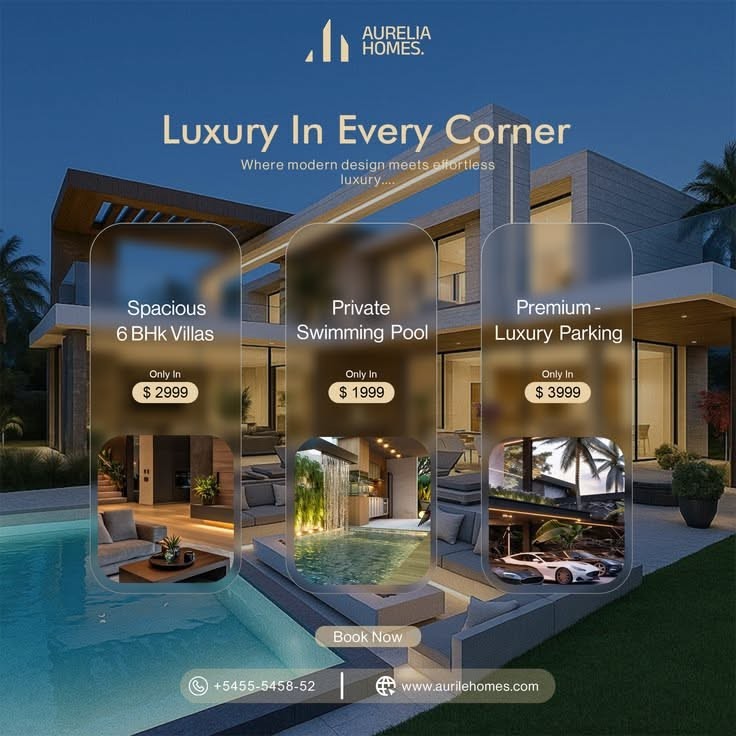 AURELIA
HOMES.
Luxury In Every Corner
Where modern design meets effortless
luxury....
Spacious
6 BHk Villas
Only In
$ 2999
Private
Swimming Pool
Only In
$ 1999
Premium -
Luxury Parking
Only In
$ 3999
Book Now
+5455-5458-52
www.aurilehomes.com